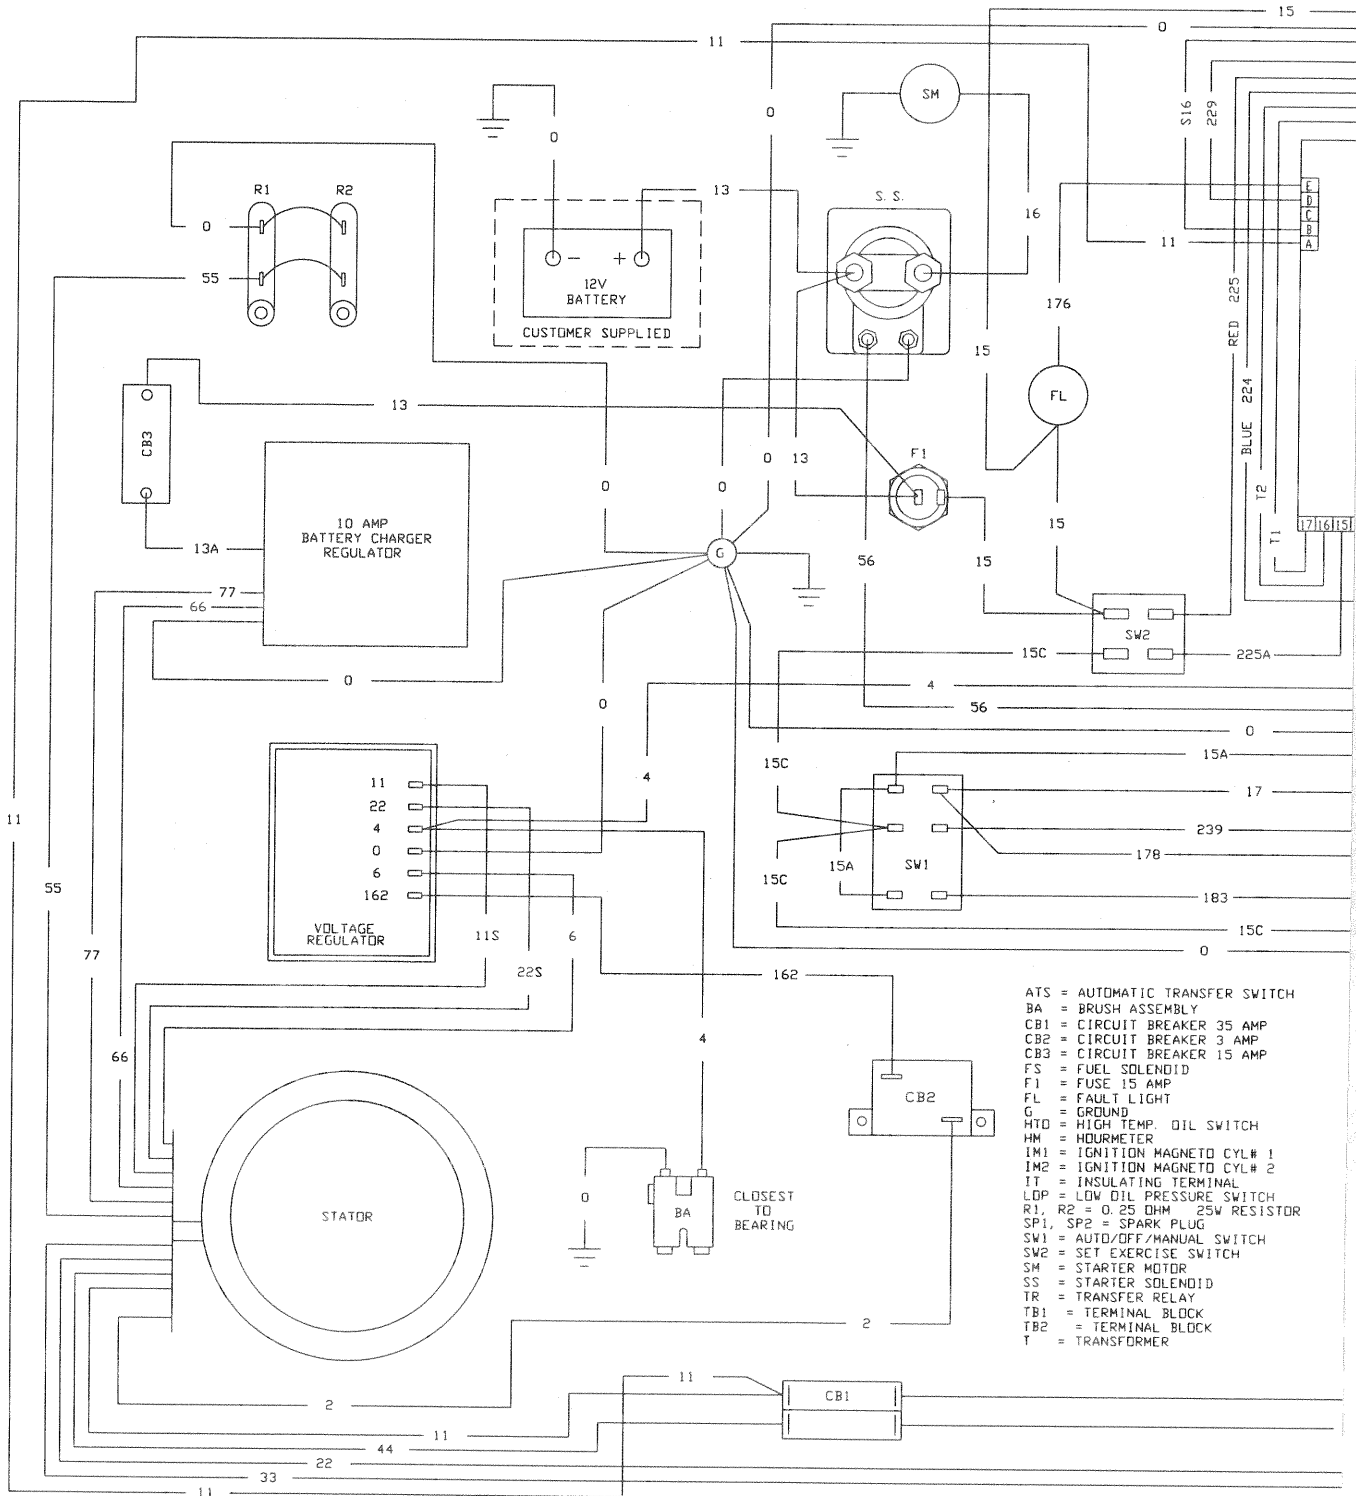 15
0
11
SM
S16
229
0
0
R1
R2
13
S. S.
16
E
D
C
B
A
0
11
55
- +
12V
BATTERY
CUSTOMER SUPPLIED
176
RED 225
15
FL
BLUE 224
13
CB3
F1
0 13
0
0
T2
10 AMP
BATTERY CHARGER
REGULATOR
15
17 16 15
T1
13A
G
56
15
77
66
SW2
15C
225A
0
4
0
56
0
15C
15A
4
11
22
4
0
6
162
VOLTAGE
REGULATOR
17
11
239
178
15A
SW1
15C
55
183
11S
6
15C
77
22S
0
162
ATS = AUTOMATIC TRANSFER SWITCH
BA = BRUSH ASSEMBLY
CB1 = CIRCUIT BREAKER 35 AMP
CB2 = CIRCUIT BREAKER 3 AMP
CB3 = CIRCUIT BREAKER 15 AMP
FS = FUEL SOLENOID
F1 = FUSE 15 AMP
FL = FAULT LIGHT
G = GROUND
HTO = HIGH TEMP. OIL SWITCH
HM = HOURMETER
IM1 = IGNITION MAGNETO CYL# 1
IM2 = IGNITION MAGNETO CYL# 2
IT = INSULATING TERMINAL
LOP = LOW OIL PRESSURE SWITCH
R1, R2 = 0.25 OHM 25W RESISTOR
SP1, SP2 = SPARK PLUG
SW1 = AUTO/OFF/MANUAL SWITCH
SW2 = SET EXERCISE SWITCH
SM = STARTER MOTOR
SS = STARTER SOLENOID
TR = TRANSFER RELAY
TB1 = TERMINAL BLOCK
TB2 = TERMINAL BLOCK
T = TRANSFORMER
4
66
CB2
0
BA
CLOSEST
TO
BEARING
STATOR
2
11
CB1
2
11
44
22
33
11